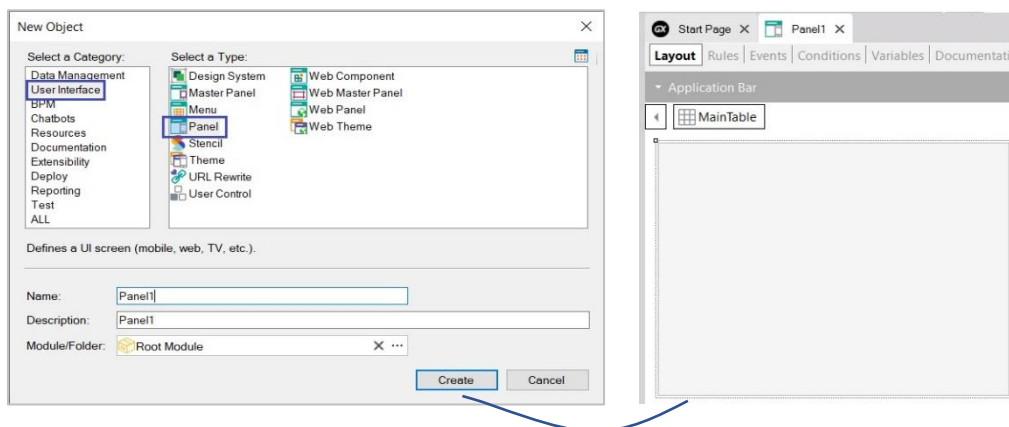 New Object
Select a Category:
Data Management
User Interface
BPM
Chatbots
Resources
Documentation
Extensibility
Deploy
Reporting
Test
ALL
Select a Type:
Design System
Master Panel
Menu
Panel
Stencil
Theme
URL Rewrite
User Control
Web Component
Web Master Panel
Web Panel
Web Theme
Defines a UI screen (mobile, web, TV, etc.).
Name: Panel1
Description: Panel1
Module/Folder: Root Module
Create Cancel
GX Start Page Panel1
Layout Rules Events Conditions Variables Documentati
Application Bar
MainTable